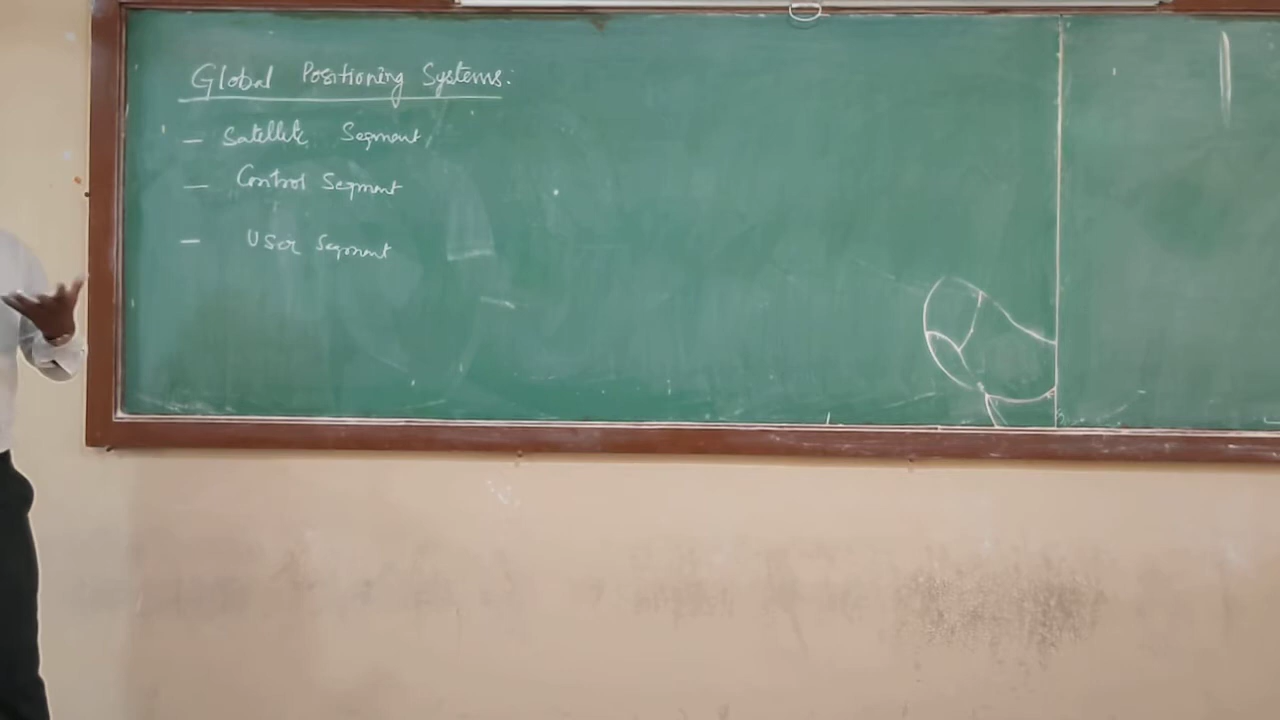 Global Positioning Systems:
- Satellite Segment
- Control Segment
- User Segment